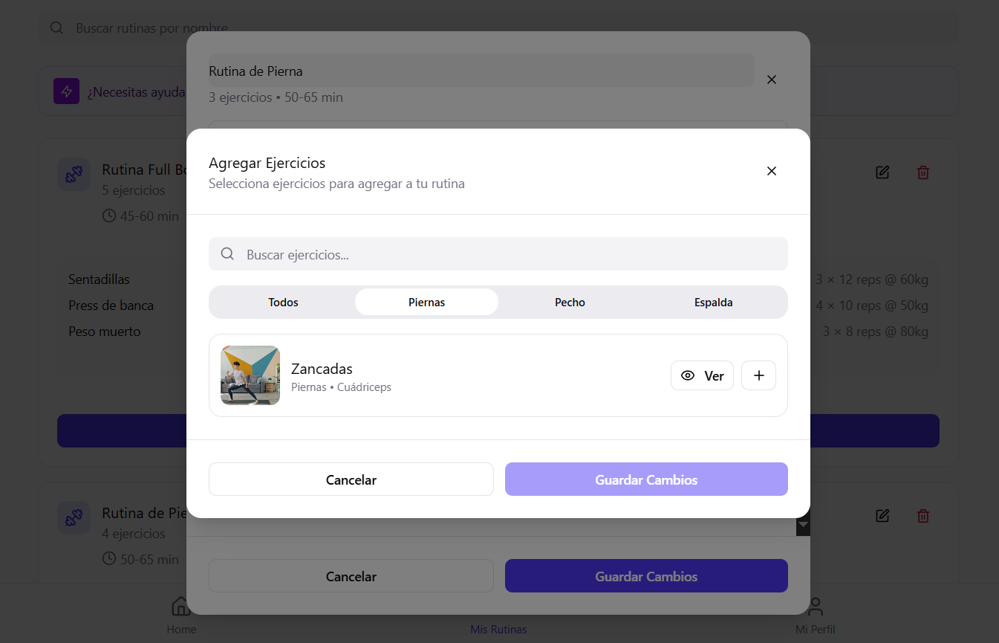 Buscar rutinas por nombre
Rutina de Pierna
3 ejercicios • 50-65 min
¿Necesitas ayuda
Agregar Ejercicios
Selecciona ejercicios para agregar a tu rutina
Rutina Full Bo
5 ejercicios
45-60 min
Buscar ejercicios...
Todos
Piernas
Pecho
Espalda
Sentadillas
3 × 12 reps @ 60kg
Press de banca
4 × 10 reps @ 50kg
Peso muerto
3 × 8 reps @ 80kg
Zancadas
Piernas • Cuádriceps
Ver
Cancelar
Guardar Cambios
Rutina de Pie
4 ejercicios
50-65 min
Cancelar
Guardar Cambios
Home
Mis Rutinas
Mi Perfil